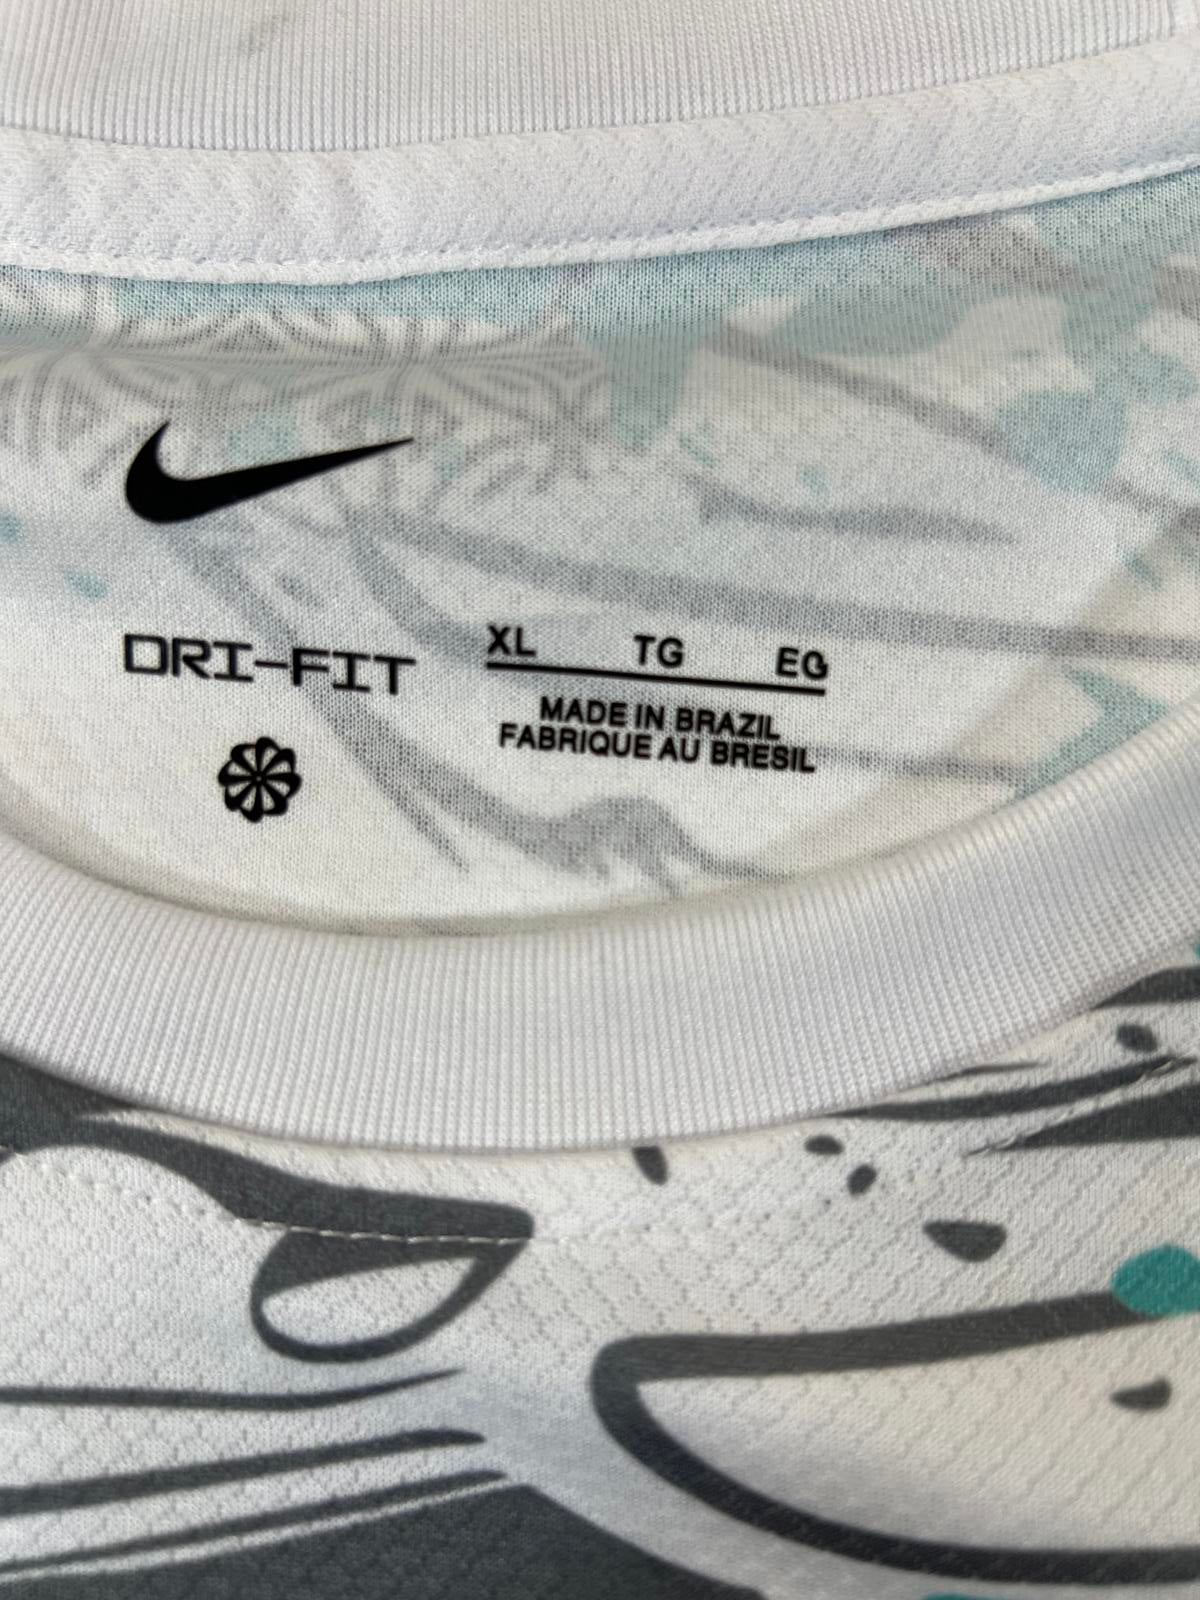 DRI-FIT
XL TG EG
MADE IN BRAZIL
FABRIQUE AU BRESIL